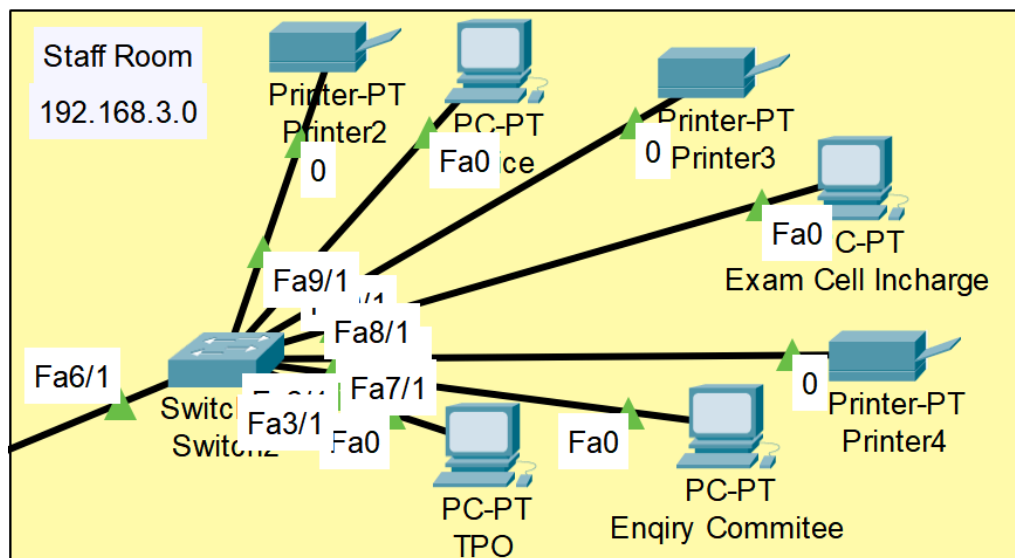 Staff Room
192.168.3.0
Printer-PT
Printer2
0
PC-PT
Fa0
Printer-PT
Printer3
0
Fa0
C-PT
Exam Cell Incharge
Fa9/1
Fa8/1
Fa6/1
Fa7/1
Fa3/1
Switch2
Fa0
PC-PT
TPO
Fa0
PC-PT
Enqiry Commitee
0
Printer-PT
Printer4